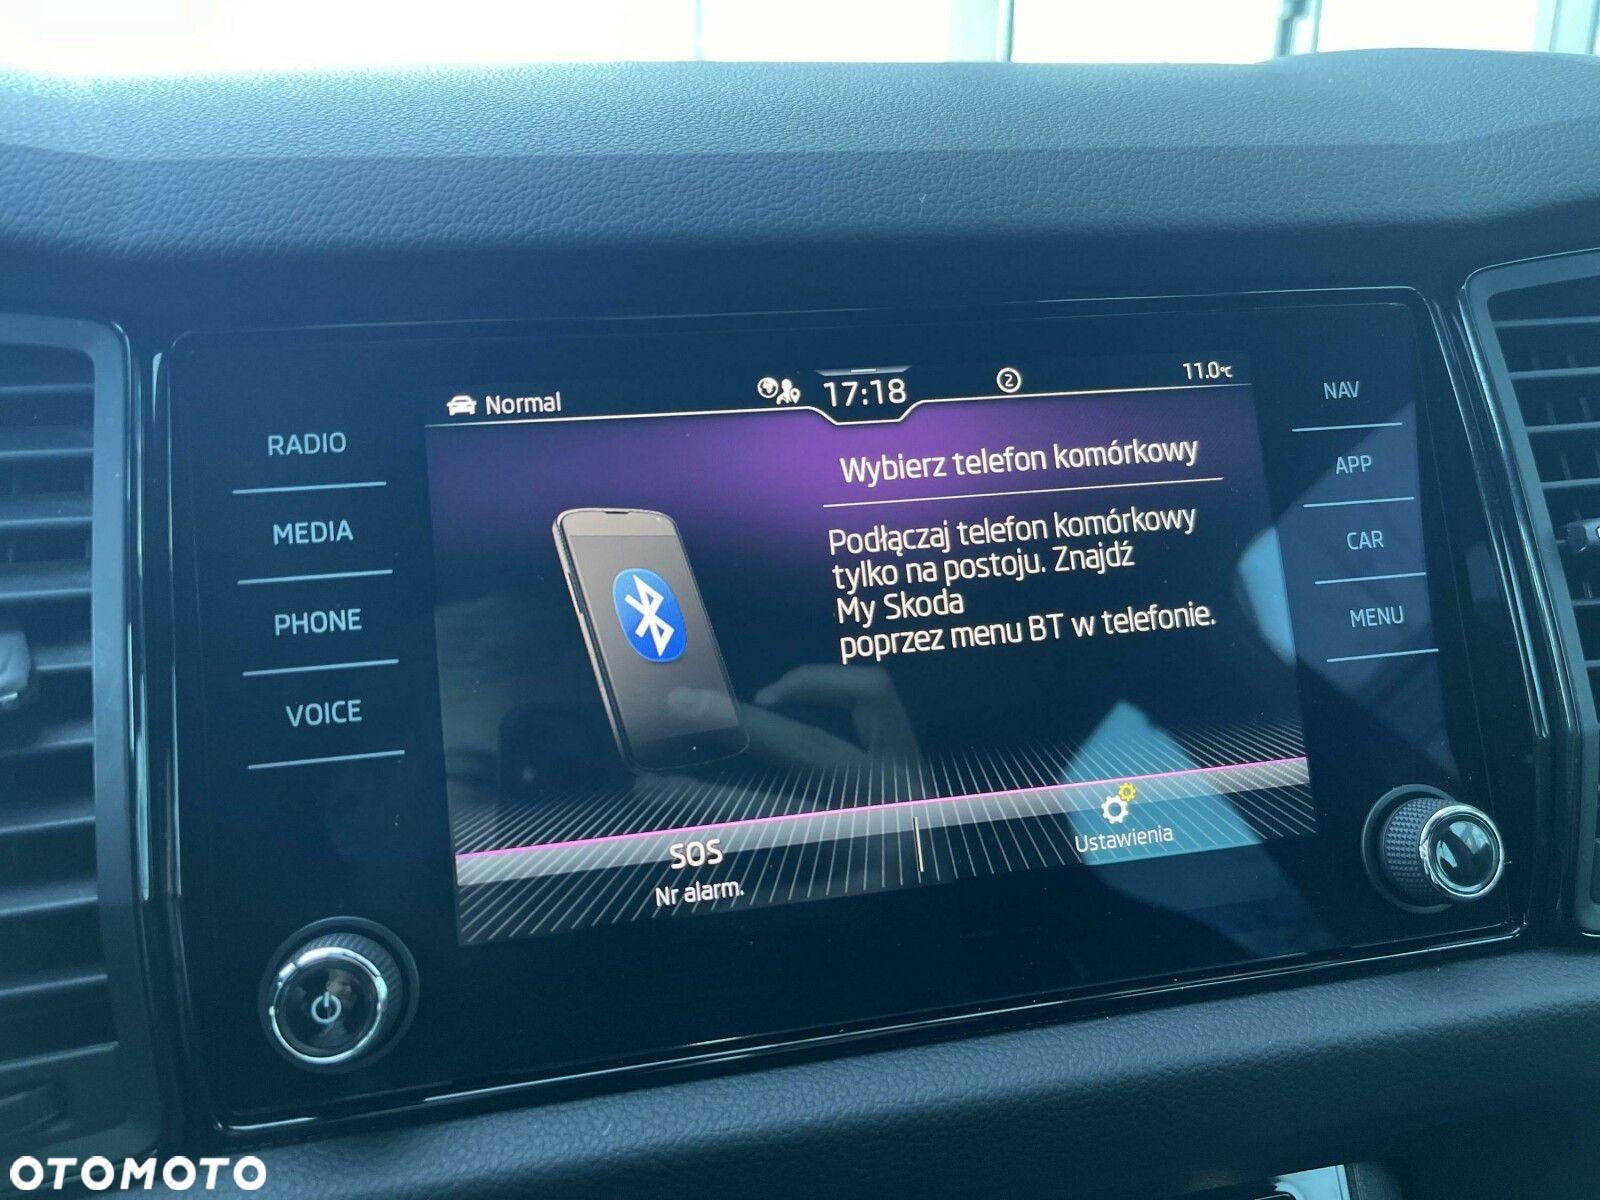 Normal
17:18
2
11.0°C
RADIO
MEDIA
PHONE
VOICE
Wybierz telefon komórkowy
Podłączaj telefon komórkowy
tylko na postoju. Znajdź
My Skoda
poprzez menu BT w telefonie.
SOS
Nr alarm.
Ustawienia
NAV
APP
CAR
MENU
OTOMOTO